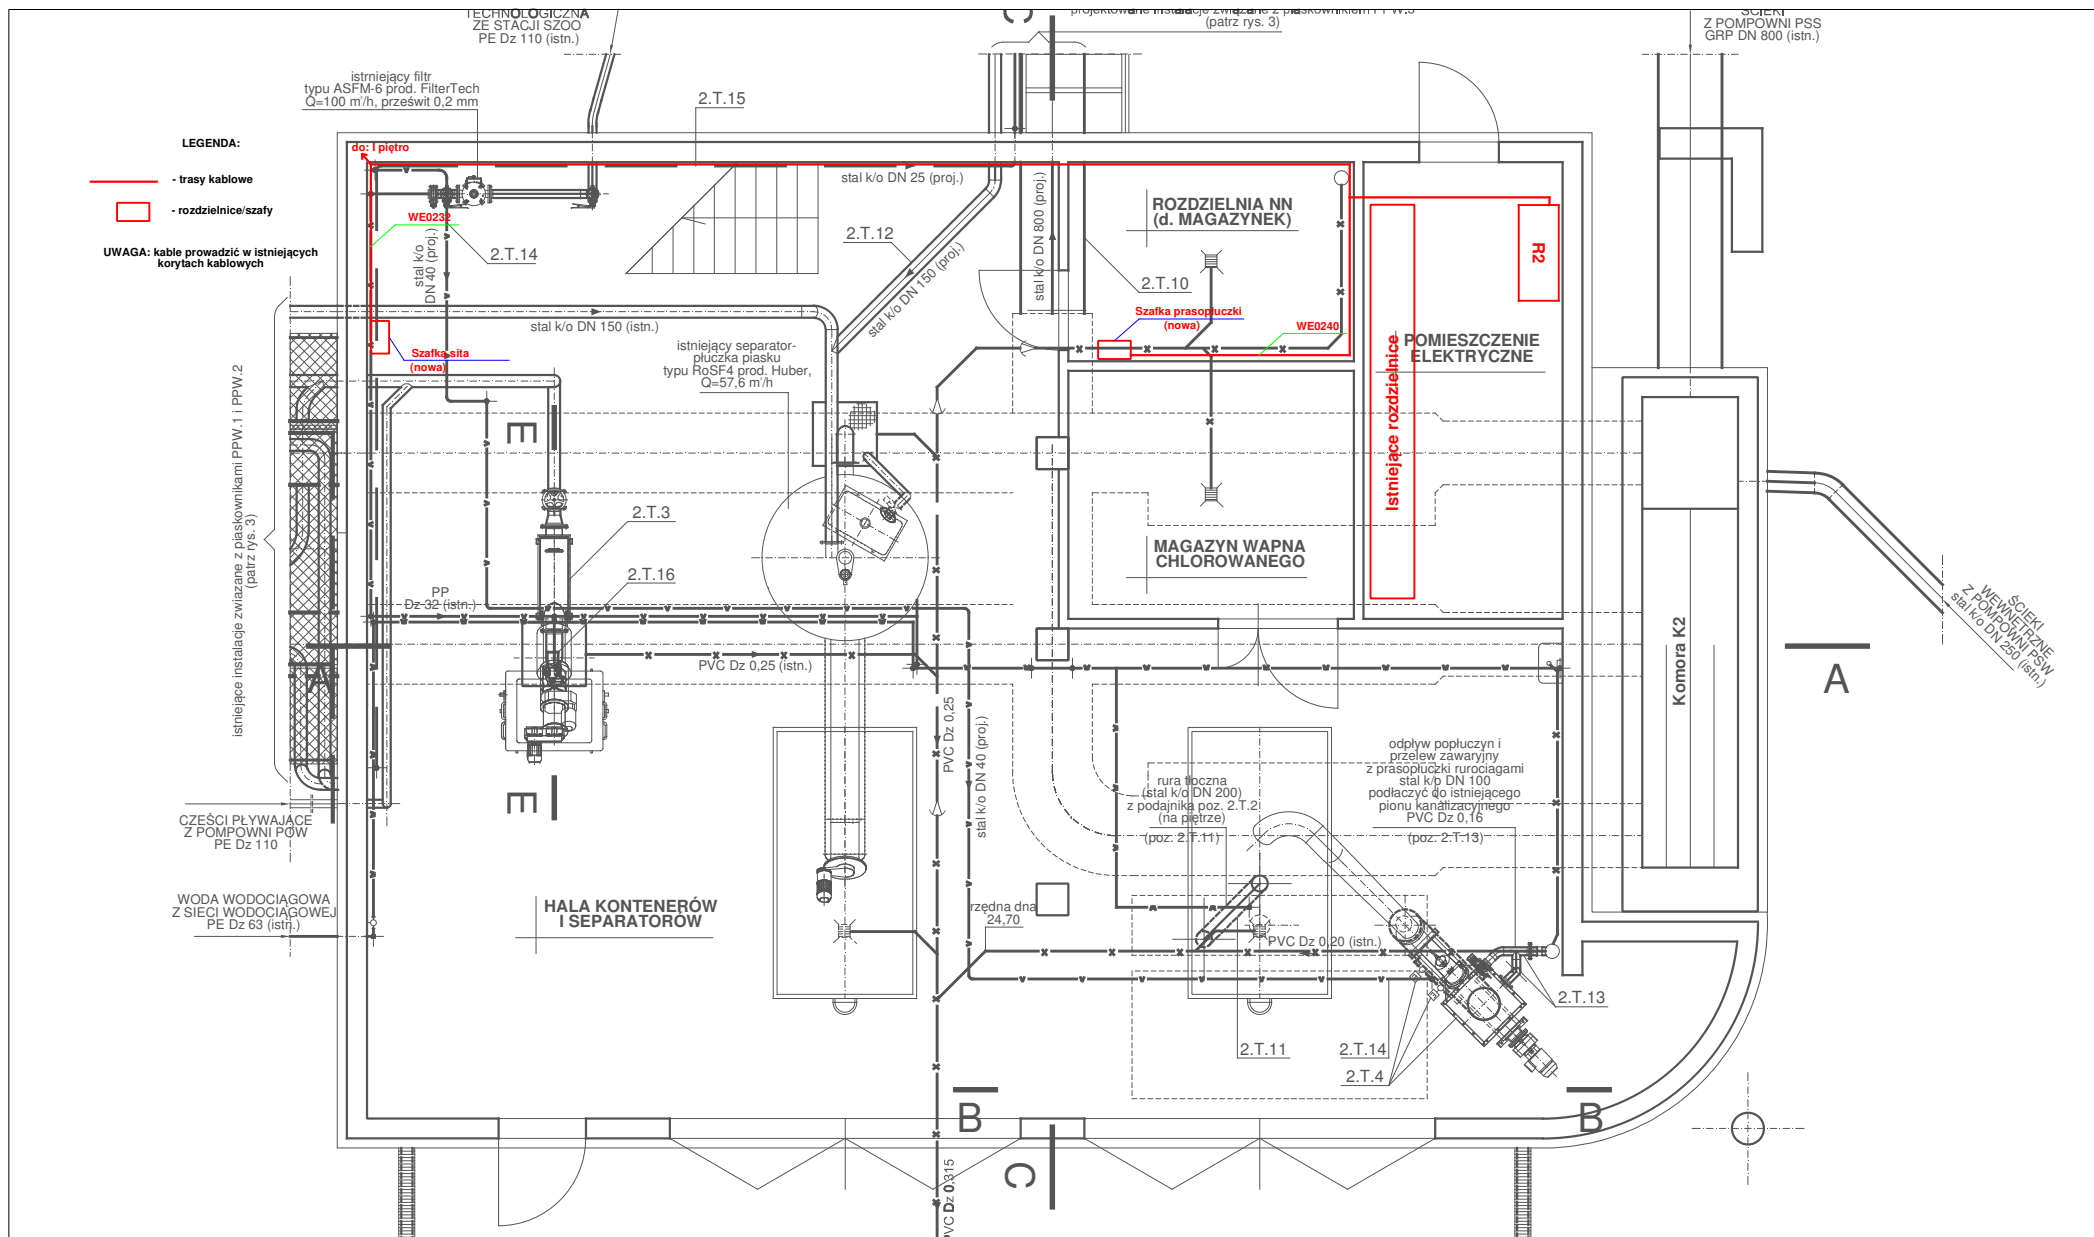 TECHNOLOGICZNA
ZE STACJI SZOO
PE Dz 110 (istn.)
C
(patrz rys. 3)
ŚCIEKI
Z POMPOWNI PSS
GRP DN 800 (istn.)
istrniejący filtr
typu ASFM-6 prod. FilterTech
Q=100 m³/h, prześwit 0,2 mm
2.T.15
LEGENDA:
- trasy kablowe
- rozdzielnice/szafy
UWAGA: kable prowadzić w istniejących
korytach kablowych
do: I piętro
WE0232
stal k/o
DN 40 (proj.)
2.T.14
stal k/o DN 25 (proj.)
2.T.12
stal k/o DN 150 (proj.)
stal k/o DN 800 (proj.)
ROZDZIELNIA NN
(d. MAGAZYNEK)
2.T.10
R2
stal k/o DN 150 (istn.)
Szafka sita
(nowa)
Szafka prasopłuczki
(nowa)
WE0240
POMIESZCZENIE
ELEKTRYCZNE
Istniejące rozdzielnice
istniejący separator-
płuczka piasku
typu RoSF4 prod. Huber,
Q=57,6 m³/h
istniejące instalacje związane z piaskownikami PPW.1 i PPW.2
(patrz rys. 3)
E
2.T.3
2.T.16
MAGAZYN WAPNA
CHLOROWANEGO
PP
Dz 32 (istn.)
PVC Dz 0,25 (istn.)
Komora K2
ŚCIEKI
WEWNĘTRZNE
Z POMPOWNI PSW
stal k/o DN 250 (istn.)
A
A
E
PVC Dz 0,25
stal k/o DN 40 (proj.)
rura tłoczna
(stal k/o DN 200)
z podajnika poz. 2.T.2
(na piętrze)
(poz. 2.T.11)
odpływ popłuczyn i
przelew zawaryjny
z prasopłuczki rurociągami
stal k/o DN 100
podłączyć do istniejącego
pionu kanalizacyjnego
PVC Dz 0,16
(poz. 2.T.13)
CZĘŚCI PŁYWAJĄCE
Z POMPOWNI POW
PE Dz 110
WODA WODOCIĄGOWA
Z SIECI WODOCIĄGOWEJ
PE Dz 63 (istn.)
HALA KONTENERÓW
I SEPARATORÓW
rzędna dna
24,70
PVC Dz 0,20 (istn.)
2.T.13
2.T.11
2.T.14
2.T.4
B
B
C
PVC Dz 0,315